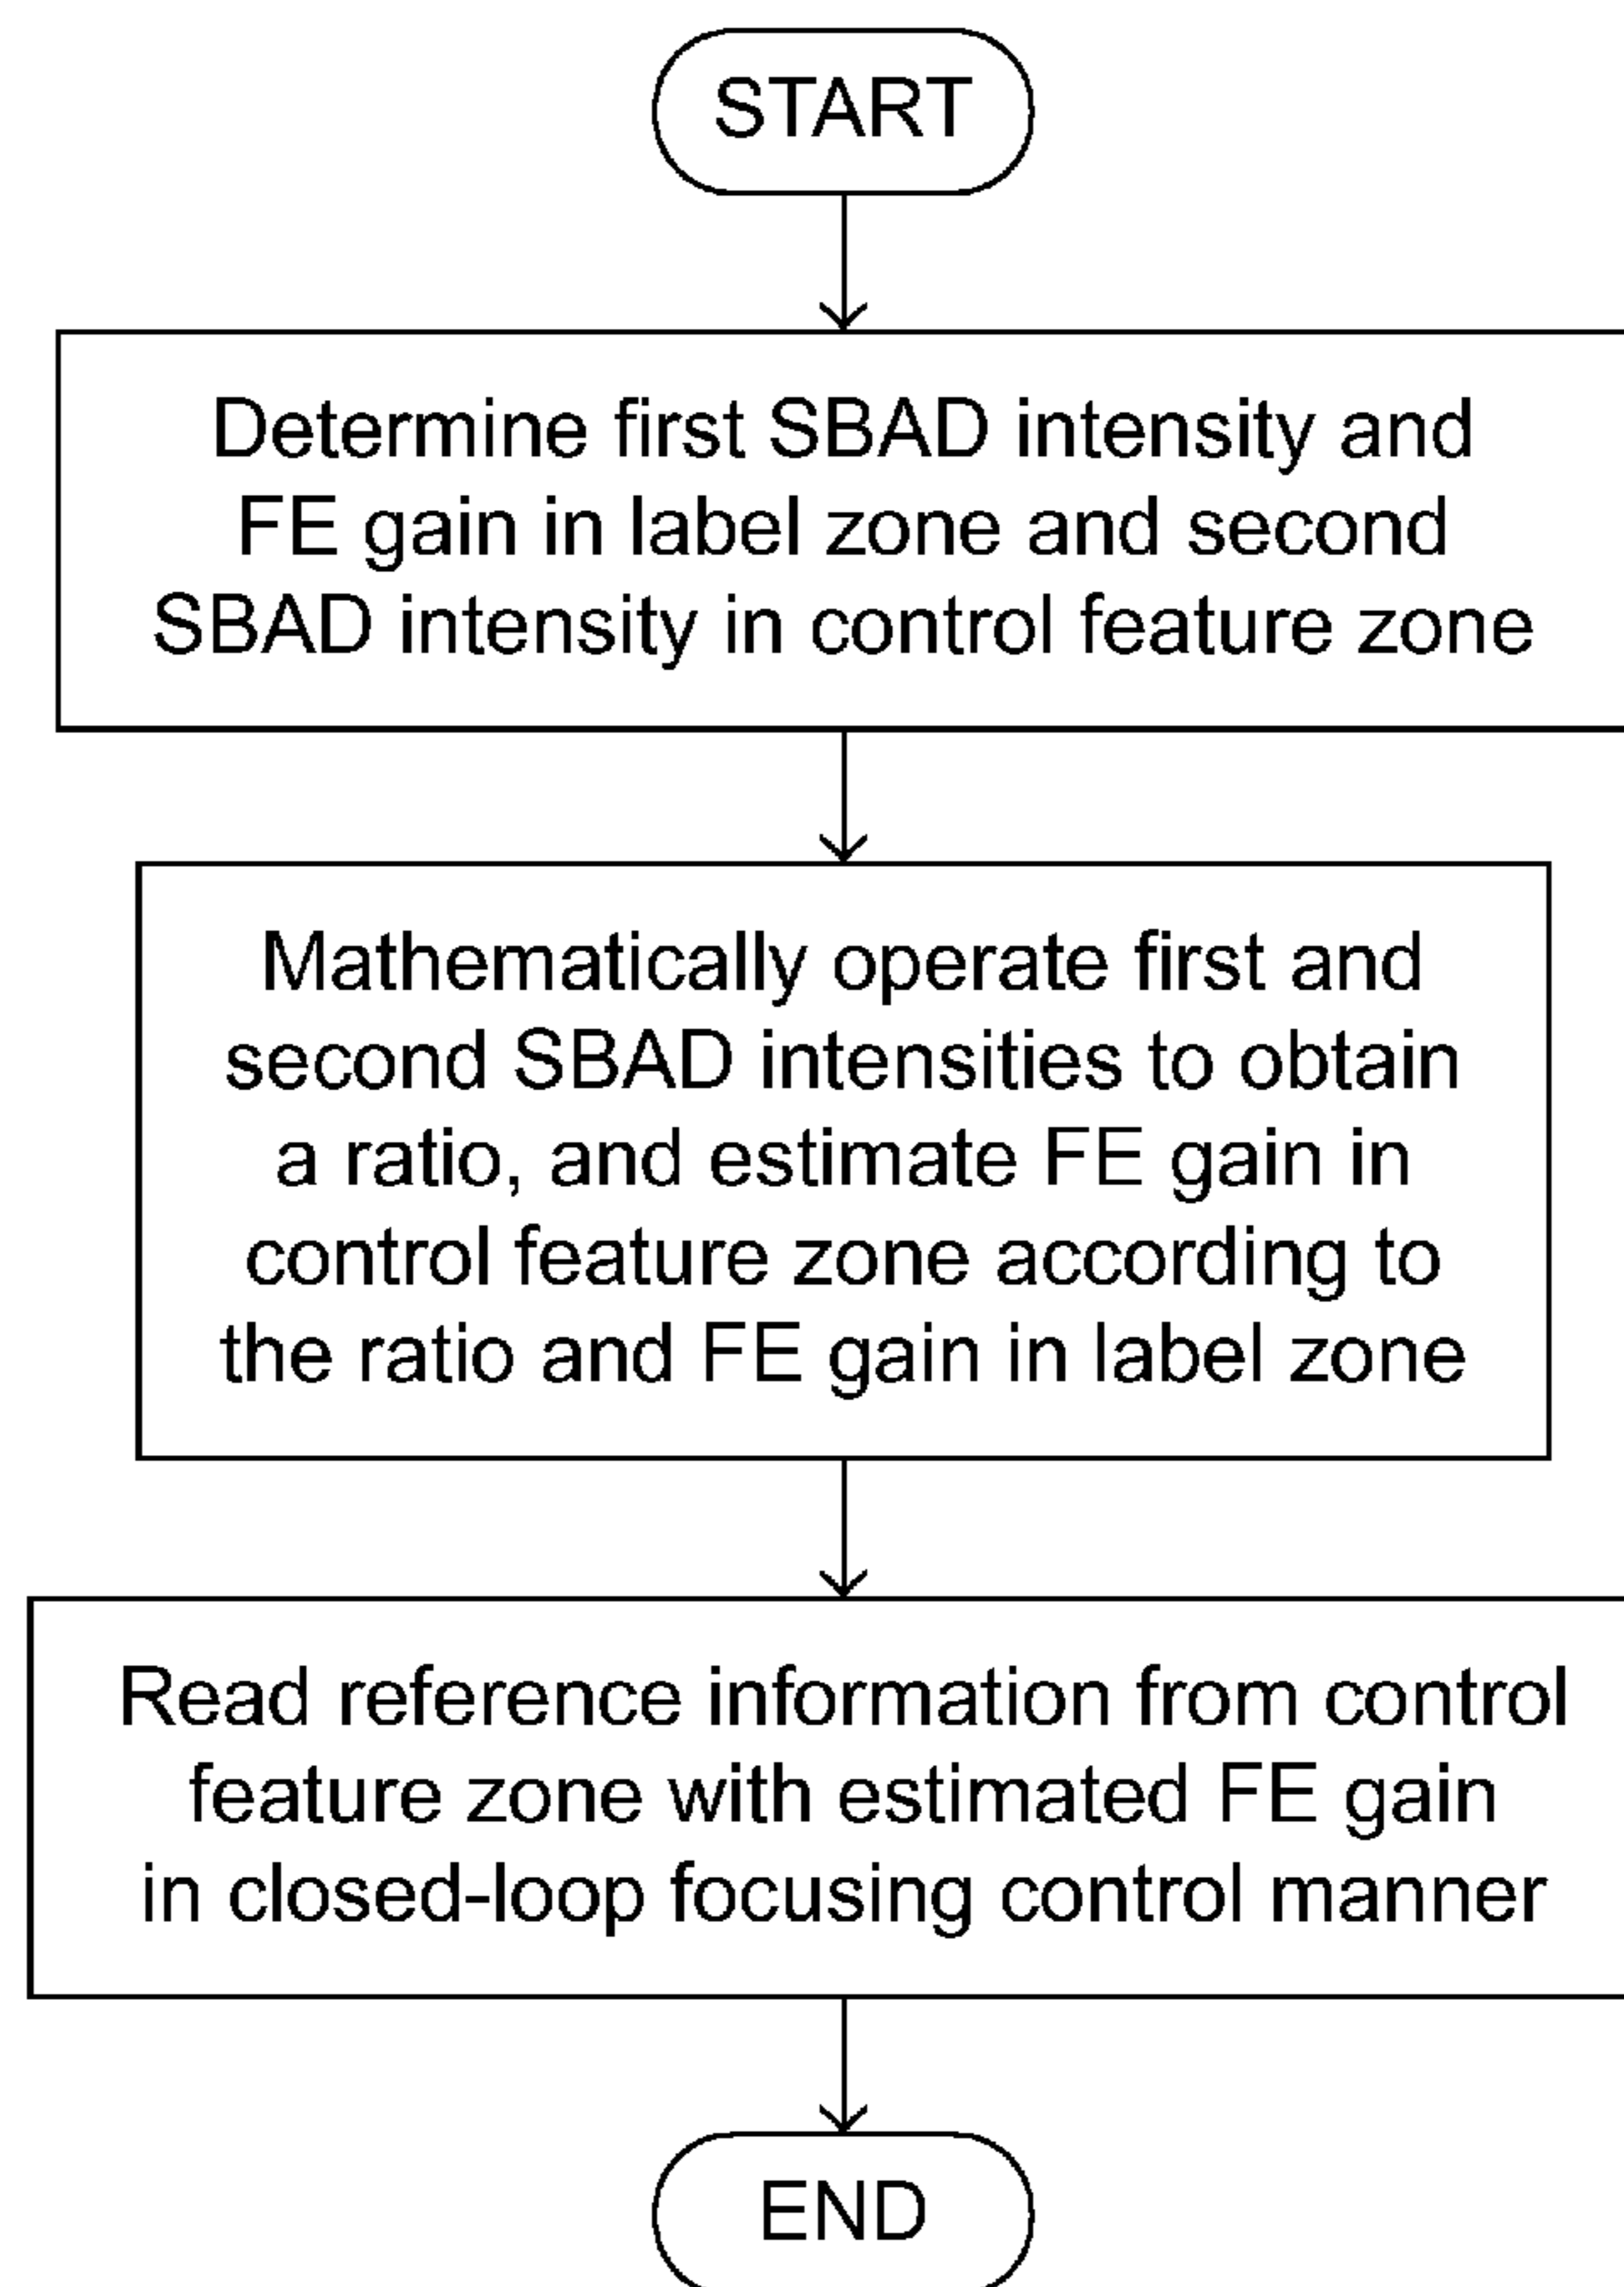 START
Determine first SBAD intensity and
FE gain in label zone and second
SBAD intensity in control feature zone
Mathematically operate first and
second SBAD intensities to obtain
a ratio, and estimate FE gain in
control feature zone according to
the ratio and FE gain in label zone
Read reference information from control
feature zone with estimated FE gain
in closed-loop focusing control manner
END